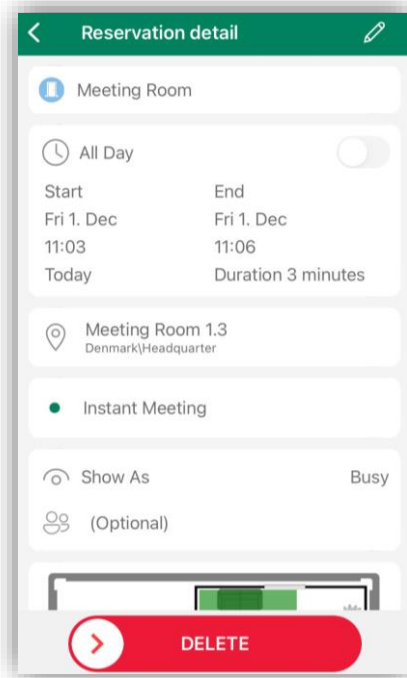 Reservation detail
Meeting Room
All Day
Start End
Fri 1. Dec Fri 1. Dec
11:03 11:06
Today Duration 3 minutes
Meeting Room 1.3
Denmark\Headquarter
Instant Meeting
Show As Busy
(Optional)
DELETE